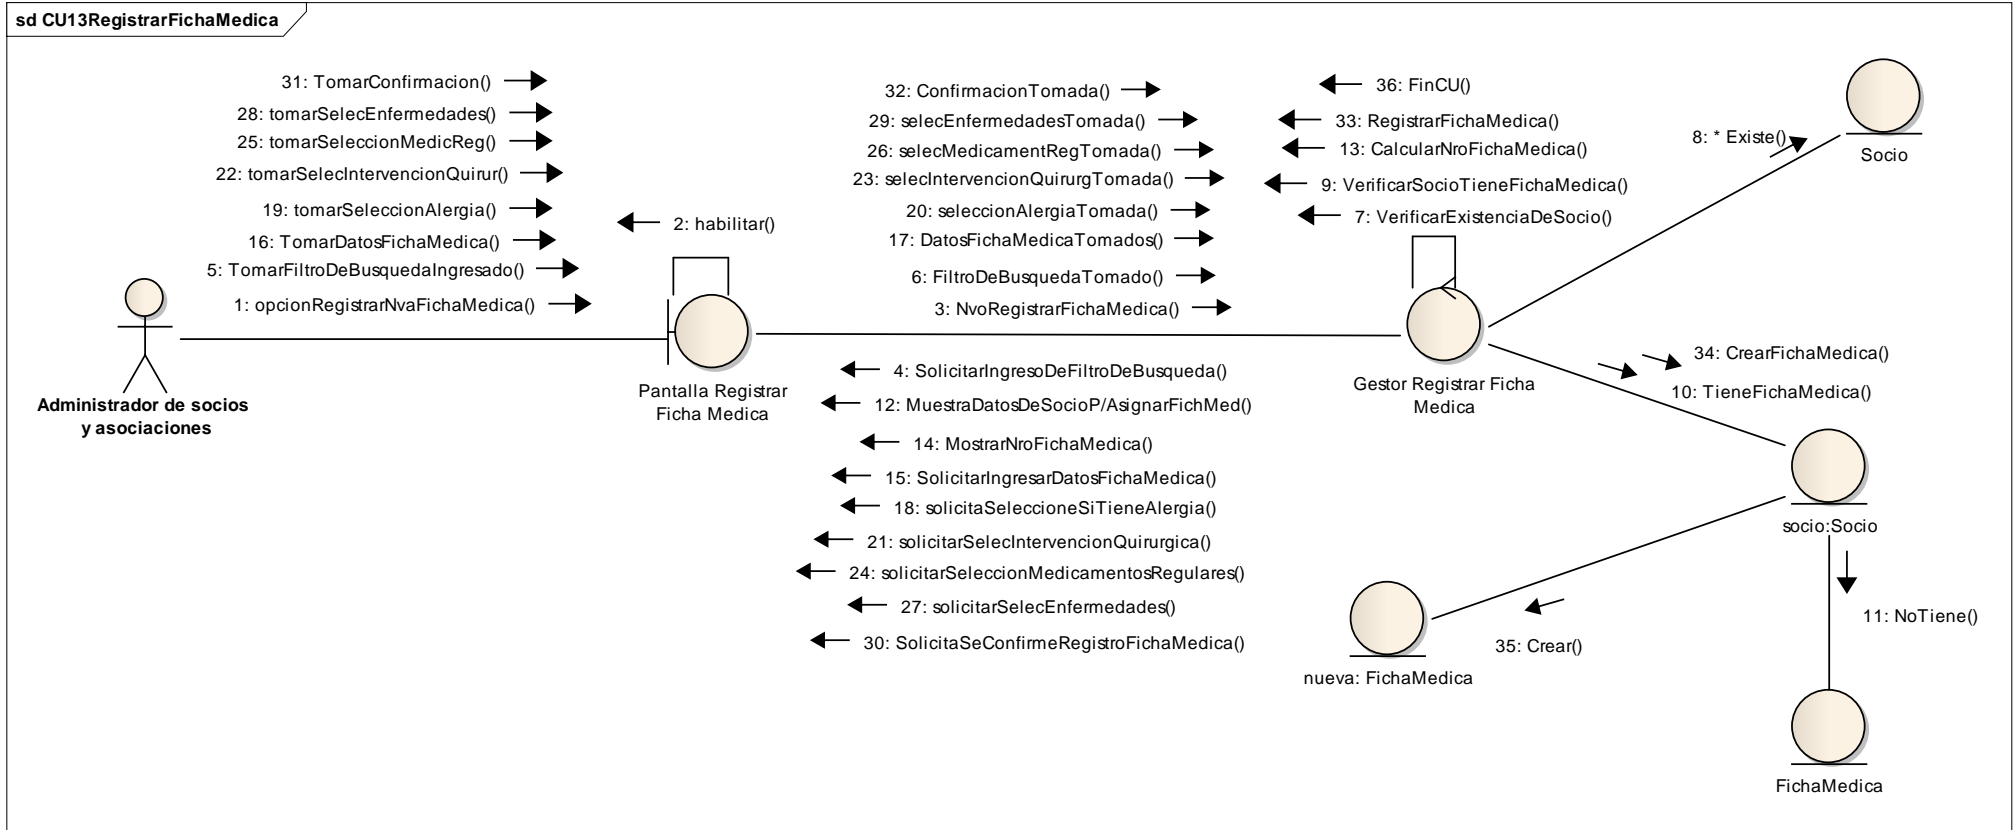 sd CU13RegistrarFichaMedica
31: TomarConfirmacion()
28: tomarSelecEnfermedades()
25: tomarSeleccionMedicReg()
22: tomarSelecIntervencionQuirur()
19: tomarSeleccionAlergia()
16: TomarDatosFichaMedica()
5: TomarFiltroDeBusquedaIngresado()
1: opcionRegistrarNvaFichaMedica()
2: habilitar()
32: ConfirmacionTomada()
29: selecEnfermedadesTomada()
26: selecMedicamentRegTomada()
23: selecIntervencionQuirurgTomada()
20: seleccionAlergiaTomada()
17: DatosFichaMedicaTomados()
6: FiltroDeBusquedaTomado()
3: NvoRegistrarFichaMedica()
36: FinCU()
33: RegistrarFichaMedica()
13: CalcularNroFichaMedica()
9: VerificarSocioTieneFichaMedica()
7: VerificarExistenciaDeSocio()
8: * Existe()
Socio
Administrador de socios
y asociaciones
Pantalla Registrar
Ficha Medica
4: SolicitarIngresoDeFiltroDeBusqueda()
12: MuestraDatosDeSocioP/AsignarFichMed()
14: MostrarNroFichaMedica()
15: SolicitarIngresarDatosFichaMedica()
18: solicitaSeleccioneSiTieneAlergia()
21: solicitarSelecIntervencionQuirurgica()
24: solicitarSeleccionMedicamentosRegulares()
27: solicitarSelecEnfermedades()
30: SolicitaSeConfirmeRegistroFichaMedica()
Gestor Registrar Ficha
Medica
34: CrearFichaMedica()
10: TieneFichaMedica()
socio:Socio
11: NoTiene()
35: Crear()
nueva: FichaMedica
FichaMedica